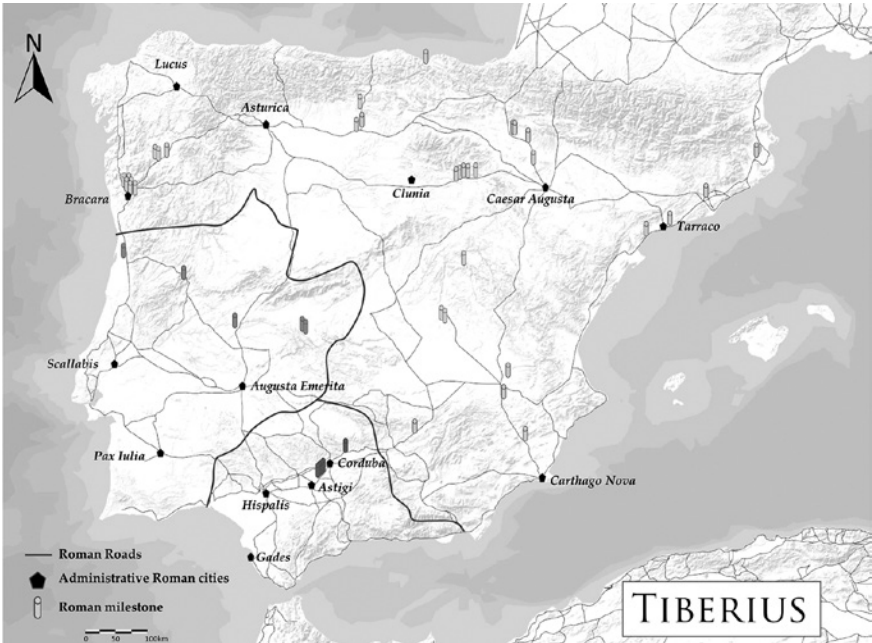 N
Lucus
Asturica
Bracara
Clunia
Caesar Augusta
Tarraco
Scallabis
Augusta Emerita
Pax Iulia
Corduba
Astigi
Hispalis
Carthago Nova
Gades
Roman Roads
Administrative Roman cities
Roman milestone
0 50 100km
TIBERIUS